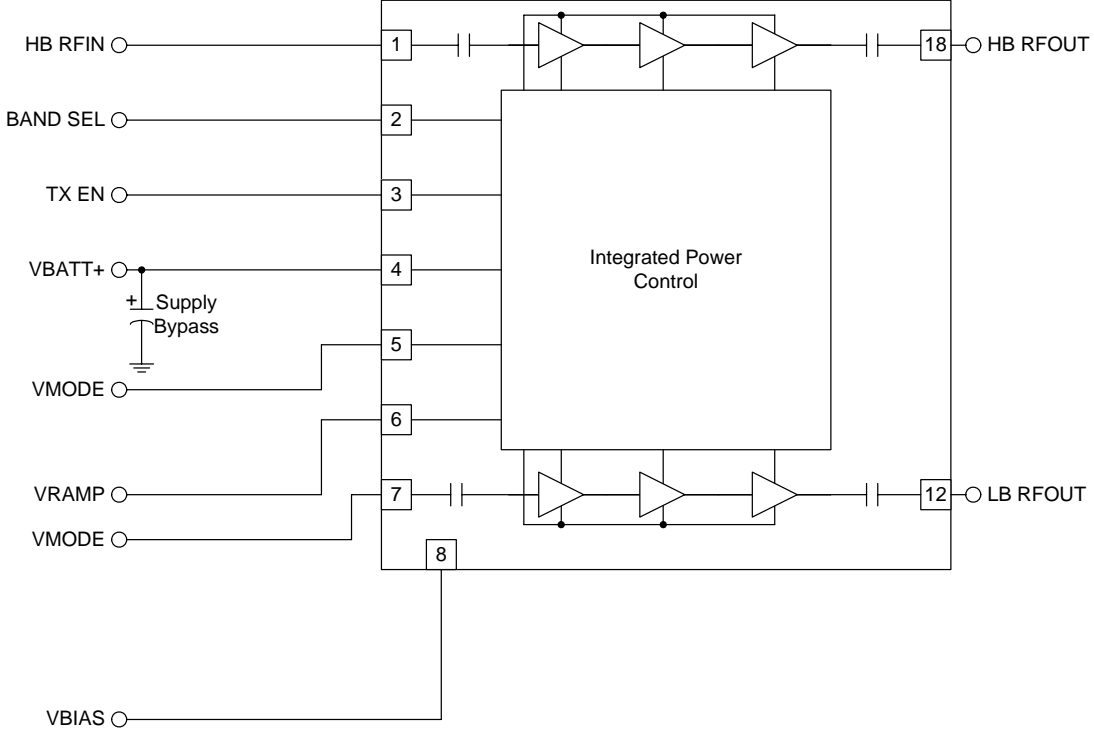 HB RFIN
1
18
HB RFOUT
BAND SEL
2
TX EN
3
VBATT+
4
Integrated Power
Control
+
Supply
Bypass
5
VMODE
6
VRAMP
7
12
LB RFOUT
VMODE
8
VBIAS